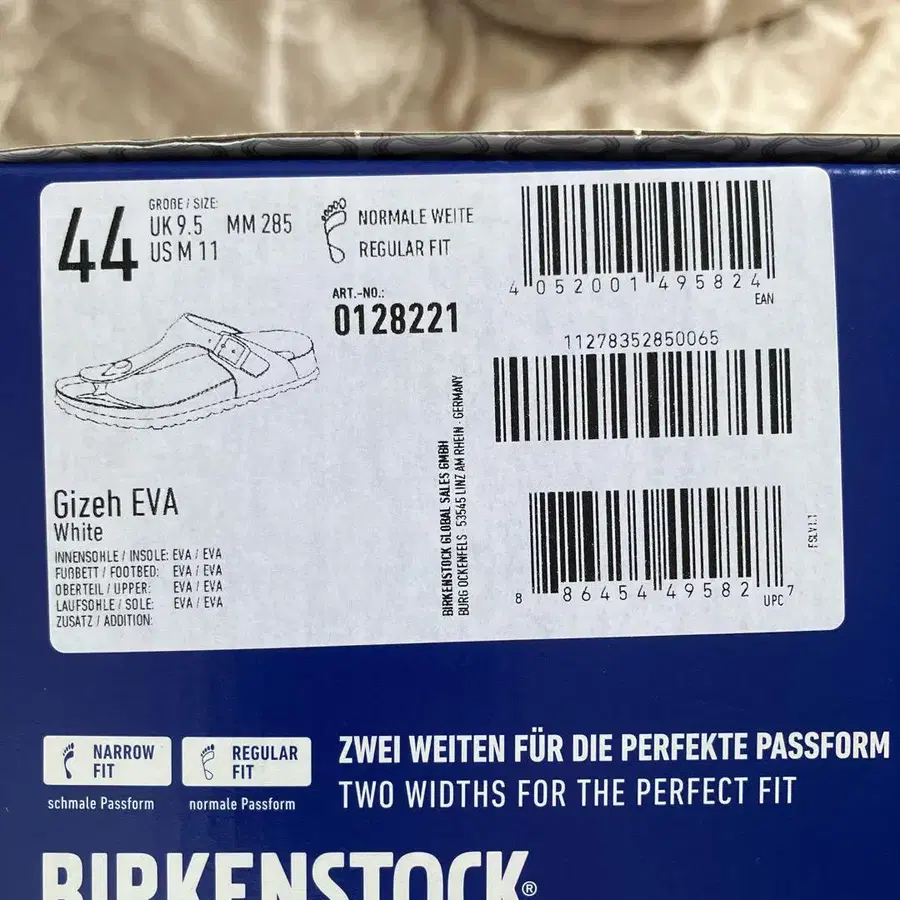 44
GRÖẞE / SIZE:
UK 9.5 MM 285
US M 11
NORMALE WEITE
REGULAR FIT
ART.-NO.:
0128221
4 052001 495824
EAN
11278352850065
BIRKENSTOCK GLOBAL SALES GMBH
BURG OCKENFELS · 53545 LINZ AM RHEIN · GERMANY
8 86454 49582 7
UPC
Gizeh EVA
White
INNENSOHLE / INSOLE: EVA / EVA
FUẞBETT / FOOTBED: EVA / EVA
OBERTEIL / UPPER: EVA / EVA
LAUFSOHLE / SOLE: EVA / EVA
ZUSATZ / ADDITION:
NARROW FIT
schmale Passform
REGULAR FIT
normale Passform
ZWEI WEITEN FÜR DIE PERFEKTE PASSFORM
TWO WIDTHS FOR THE PERFECT FIT
BIRKENSTOCK®